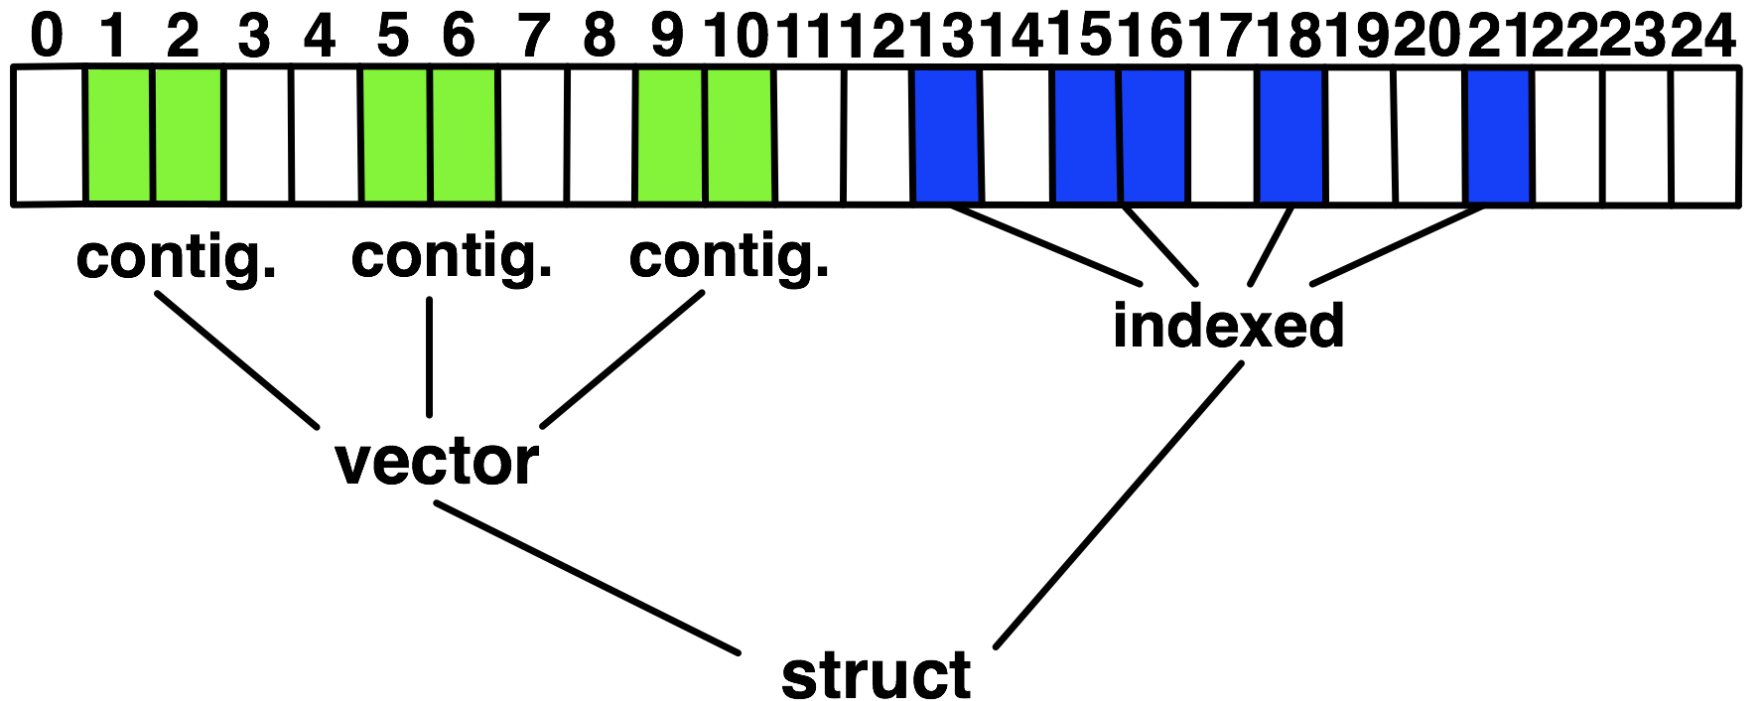 0 1 2 3 4 5 6 7 8 9 10 11 12 13 14 15 16 17 18 19 20 21 22 23 24
contig. contig. contig.
indexed
vector
struct